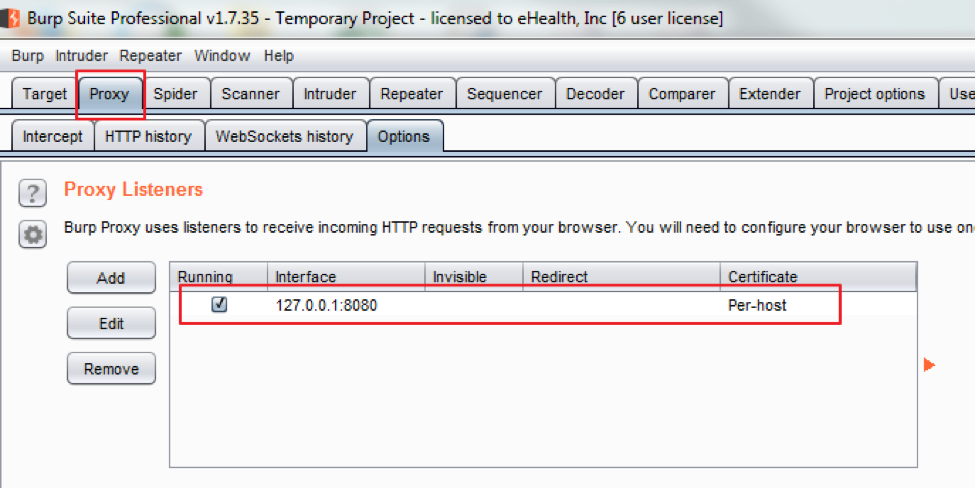 Burp Suite Professional v1.7.35 - Temporary Project - licensed to eHealth, Inc [6 user license]
Burp Intruder Repeater Window Help
Target Proxy Spider Scanner Intruder Repeater Sequencer Decoder Comparer Extender Project options Use
Intercept HTTP history WebSockets history Options
? Proxy Listeners
Burp Proxy uses listeners to receive incoming HTTP requests from your browser. You will need to configure your browser to use on
Add Running Interface Invisible Redirect Certificate
127.0.0.1:8080 Per-host
Edit
Remove